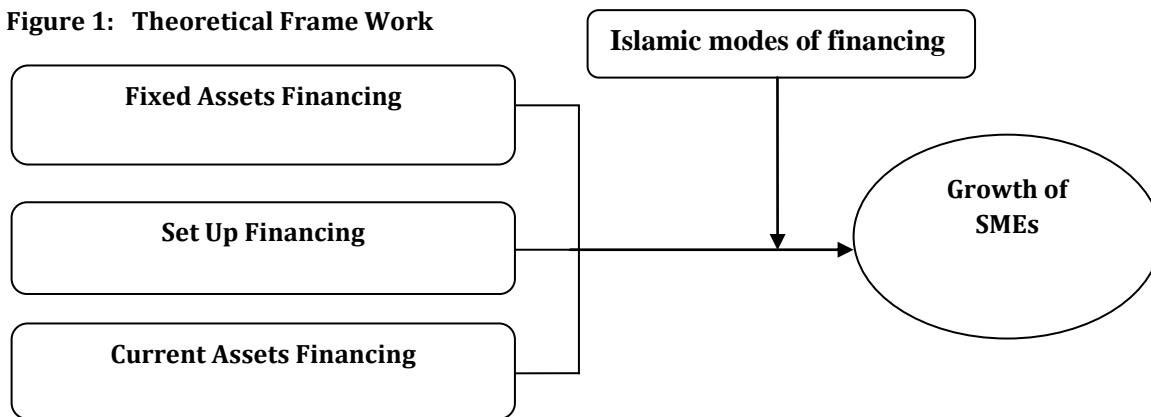 Figure 1: Theoretical Frame Work
Islamic modes of financing
Fixed Assets Financing
Set Up Financing
Current Assets Financing
Growth of
SMEs